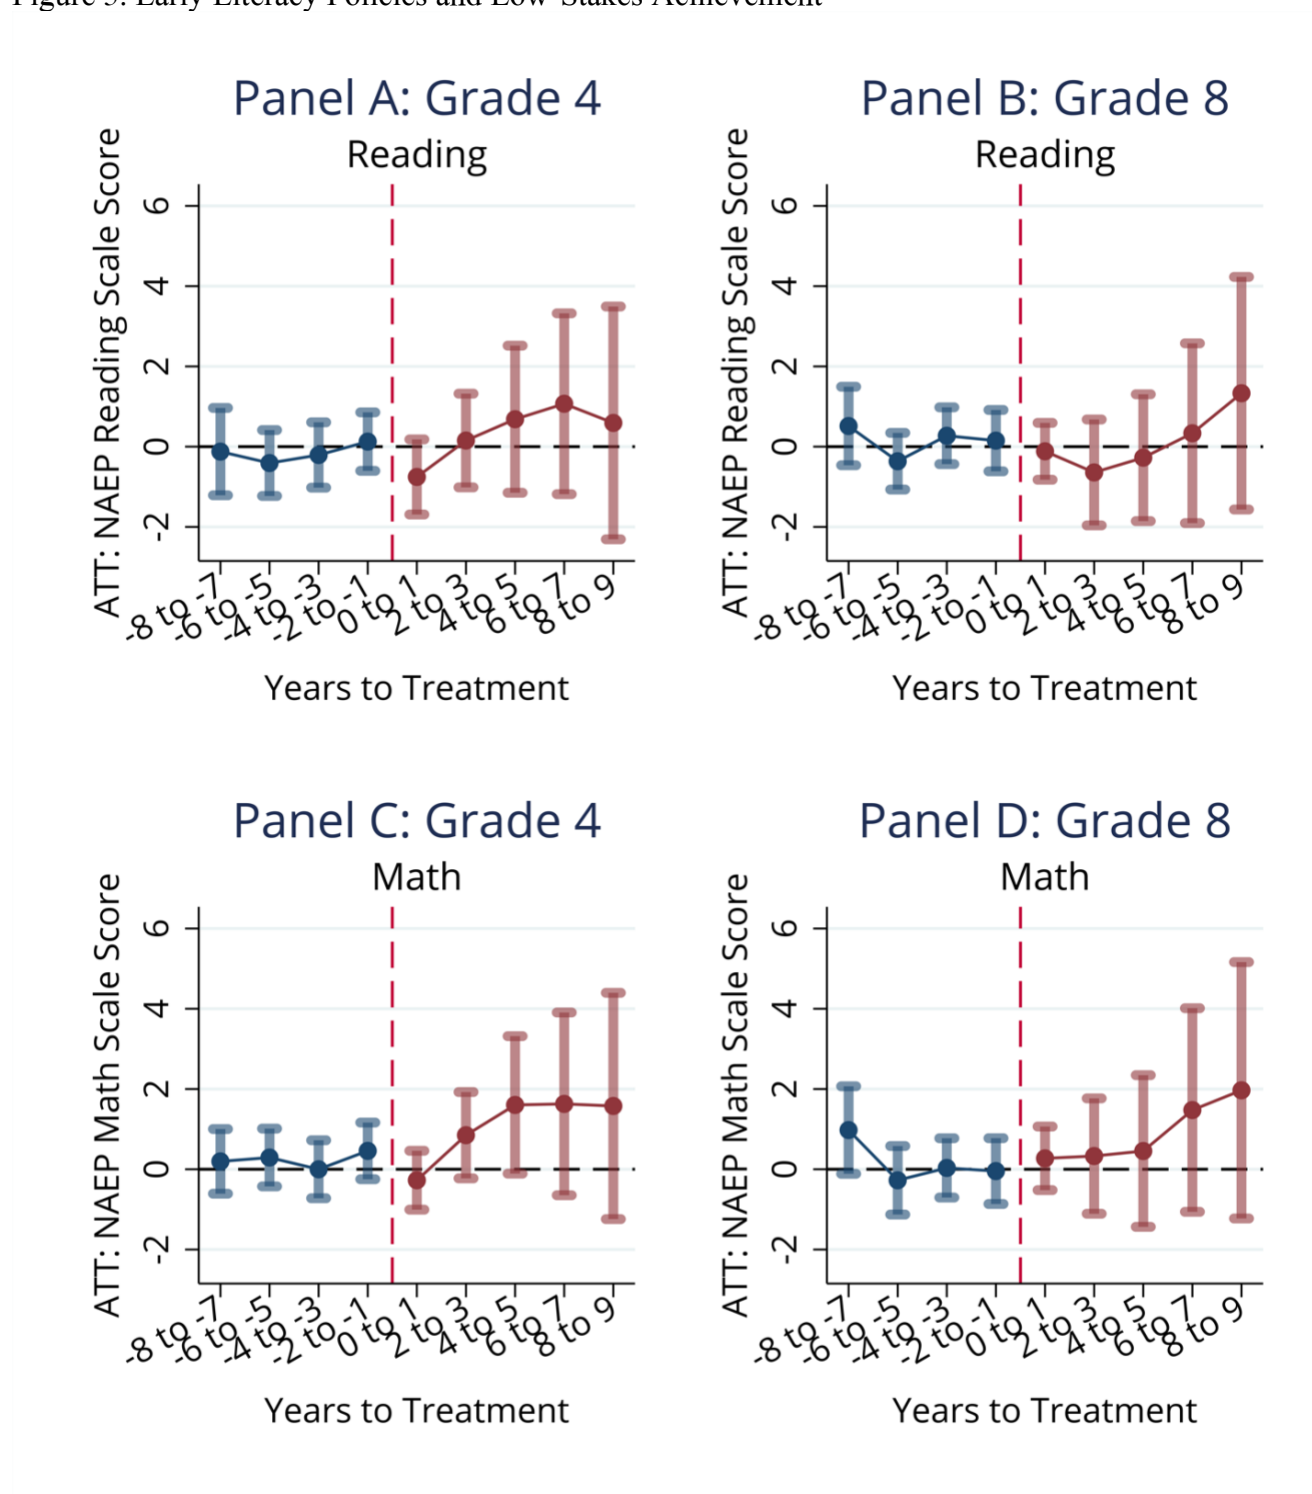 Figure 5: Early Literacy Policies and Low-Stakes Achievement
Panel A: Grade 4
Reading
ATT: NAEP Reading Scale Score
6
4
2
0
-2
-8 to -7
-6 to -5
-4 to -3
-2 to -1
0 to 1
2 to 3
4 to 5
6 to 7
8 to 9
Years to Treatment
Panel B: Grade 8
Reading
ATT: NAEP Reading Scale Score
6
4
2
0
-2
-8 to -7
-6 to -5
-4 to -3
-2 to -1
0 to 1
2 to 3
4 to 5
6 to 7
8 to 9
Years to Treatment
Panel C: Grade 4
Math
ATT: NAEP Math Scale Score
6
4
2
0
-2
-8 to -7
-6 to -5
-4 to -3
-2 to -1
0 to 1
2 to 3
4 to 5
6 to 7
8 to 9
Years to Treatment
Panel D: Grade 8
Math
ATT: NAEP Math Scale Score
6
4
2
0
-2
-8 to -7
-6 to -5
-4 to -3
-2 to -1
0 to 1
2 to 3
4 to 5
6 to 7
8 to 9
Years to Treatment